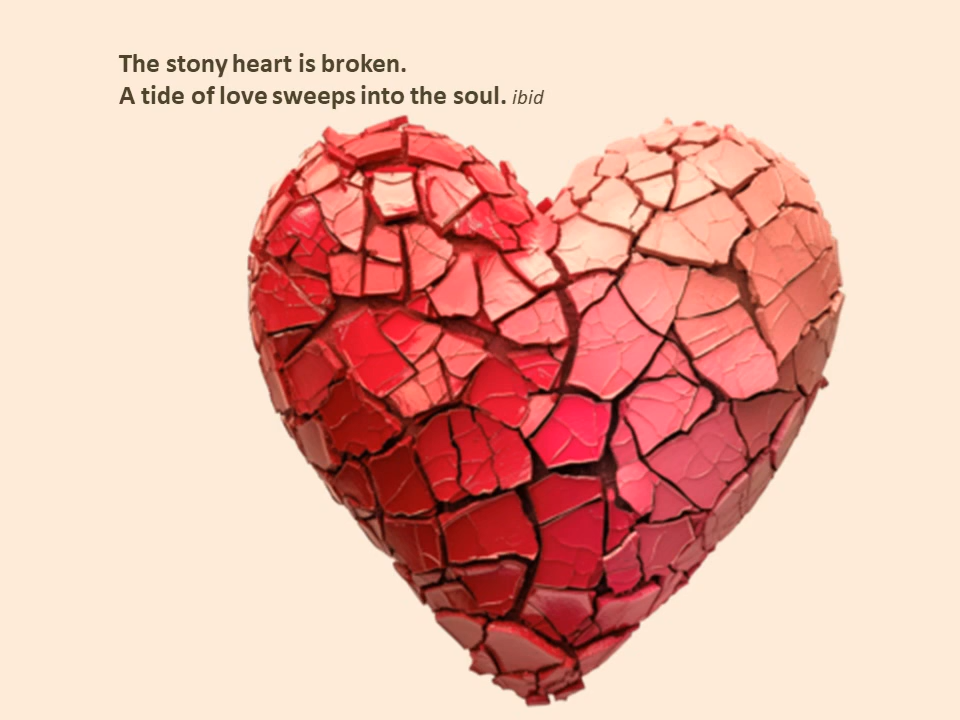 The stony heart is broken.
A tide of love sweeps into the soul. ibid